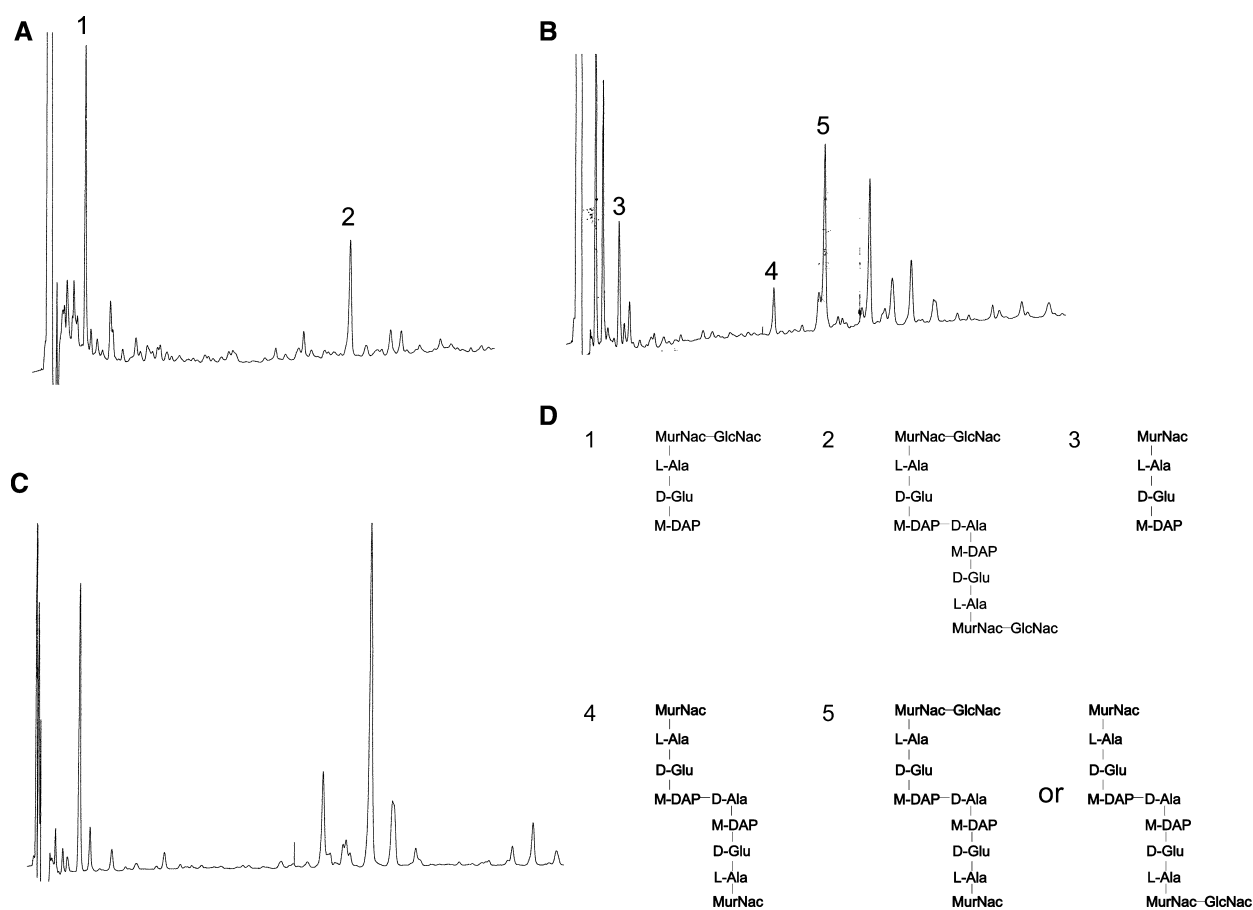 A
1
2
B
3
4
5
C
D
1
MurNac GlcNac
L-Ala
D-Glu
M-DAP
2
MurNac GlcNac
L-Ala
D-Glu
M-DAP D-Ala
M-DAP
D-Glu
L-Ala
MurNac GlcNac
3
MurNac
L-Ala
D-Glu
M-DAP
4
MurNac
L-Ala
D-Glu
M-DAP D-Ala
M-DAP
D-Glu
L-Ala
MurNac
5
MurNac GlcNac
L-Ala
D-Glu
M-DAP D-Ala
M-DAP
D-Glu
L-Ala
MurNac
or
MurNac
L-Ala
D-Glu
M-DAP D-Ala
M-DAP
D-Glu
L-Ala
MurNac GlcNac